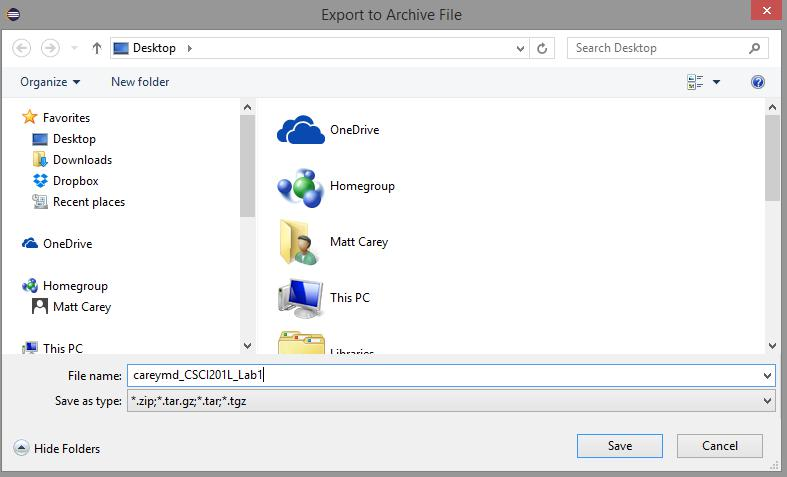 Export to Archive File
Desktop
Search Desktop
Organize
New folder
Favorites
Desktop
Downloads
Dropbox
Recent places
OneDrive
Homegroup
Matt Carey
This PC
OneDrive
Homegroup
Matt Carey
This PC
Libraries
File name: careymd_CSCI201L_Lab1
Save as type: *.zip;*.tar.gz;*.tar;*.tgz
Hide Folders
Save
Cancel